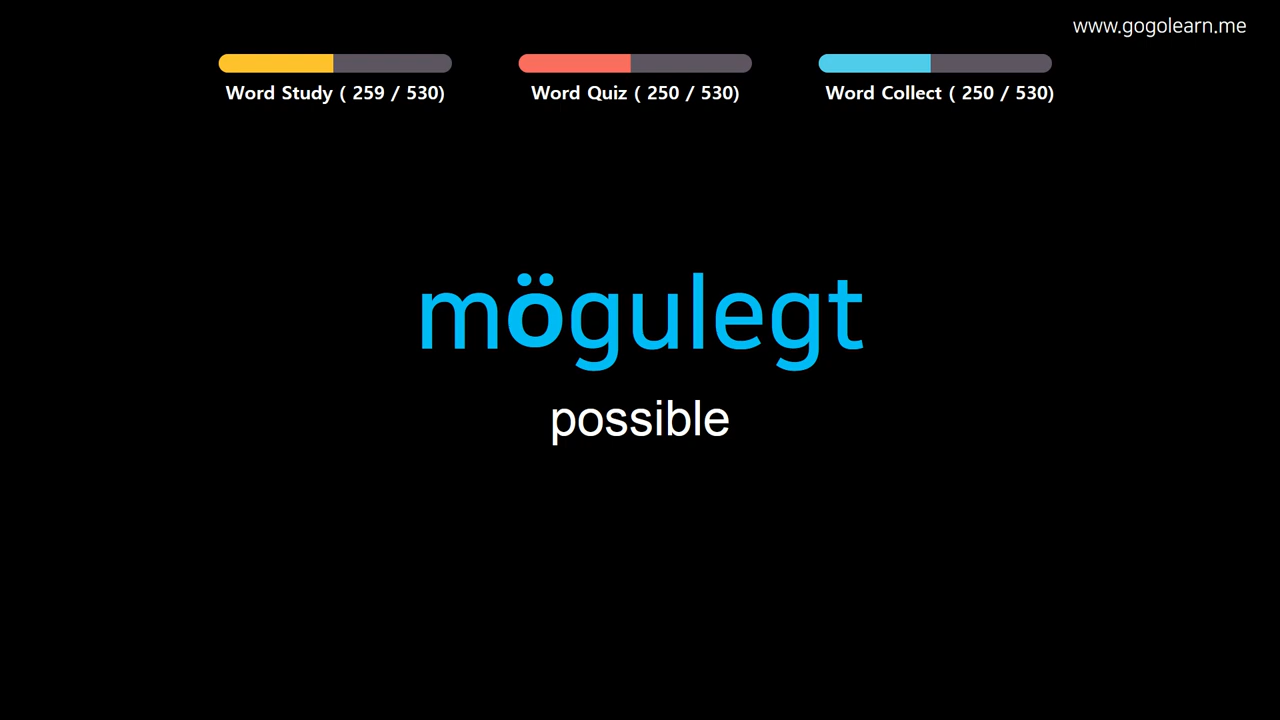 www.gogolearn.me
Word Study ( 259 / 530)
Word Quiz ( 250 / 530)
Word Collect ( 250 / 530)
mögulegt
possible